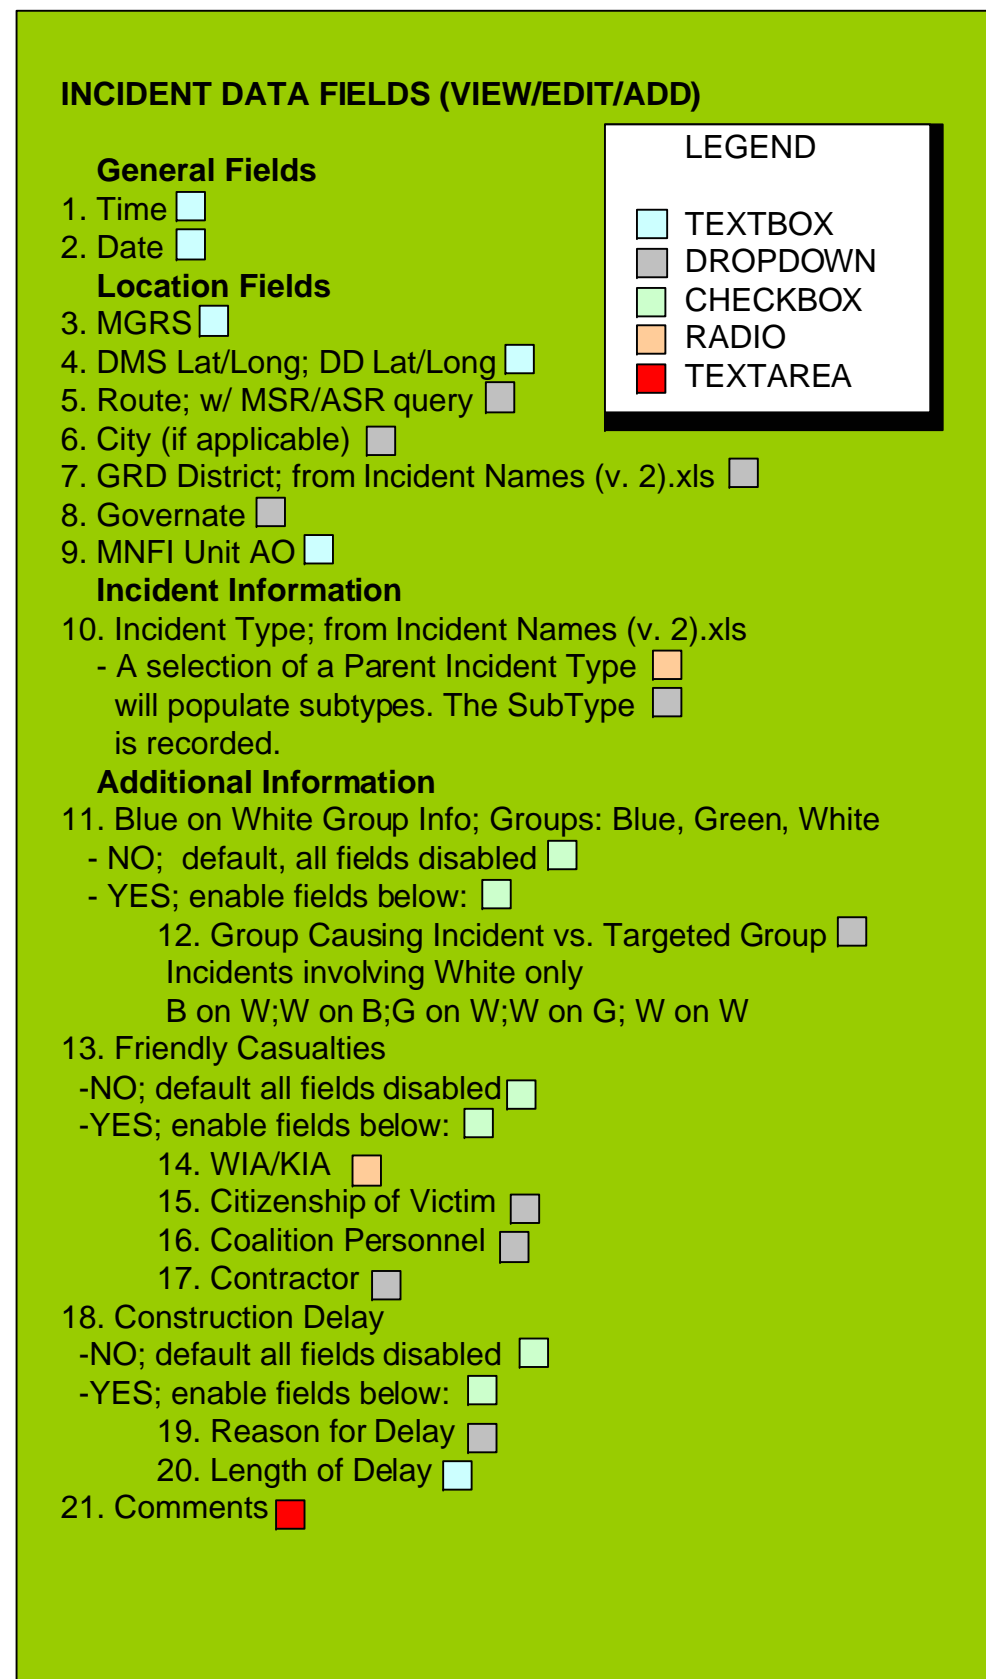 INCIDENT DATA FIELDS (VIEW/EDIT/ADD)
LEGEND
TEXTBOX
DROPDOWN
CHECKBOX
RADIO
TEXTAREA
General Fields
1. Time
2. Date
Location Fields
3. MGRS
4. DMS Lat/Long; DD Lat/Long
5. Route; w/ MSR/ASR query
6. City (if applicable)
7. GRD District; from Incident Names (v. 2).xls
8. Governate
9. MNFI Unit AO
Incident Information
10. Incident Type; from Incident Names (v. 2).xls
- A selection of a Parent Incident Type
will populate subtypes. The SubType
is recorded.
Additional Information
11. Blue on White Group Info; Groups: Blue, Green, White
- NO;  default, all fields disabled
- YES; enable fields below:
12. Group Causing Incident vs. Targeted Group
Incidents involving White only
B on W;W on B;G on W;W on G; W on W
13. Friendly Casualties
-NO; default all fields disabled
-YES; enable fields below:
14. WIA/KIA
15. Citizenship of Victim
16. Coalition Personnel
17. Contractor
18. Construction Delay
-NO; default all fields disabled
-YES; enable fields below:
19. Reason for Delay
20. Length of Delay
21. Comments